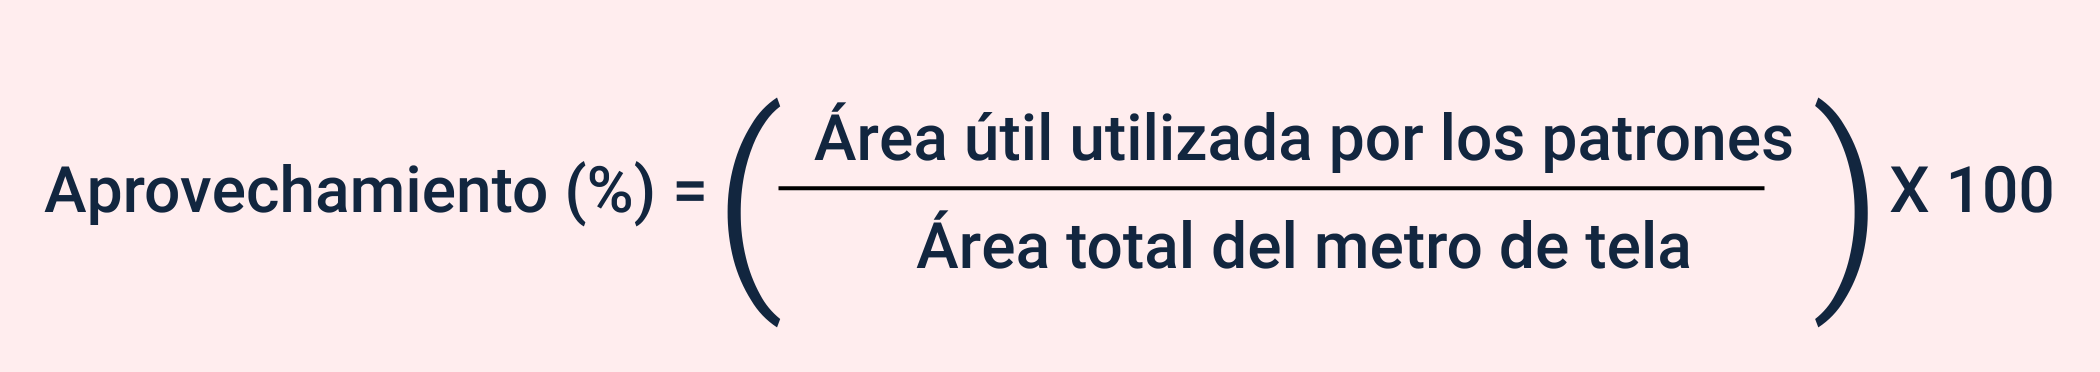 Aprovechamiento (%) = ( Área útil utilizada por los patrones
Área total del metro de tela ) X 100